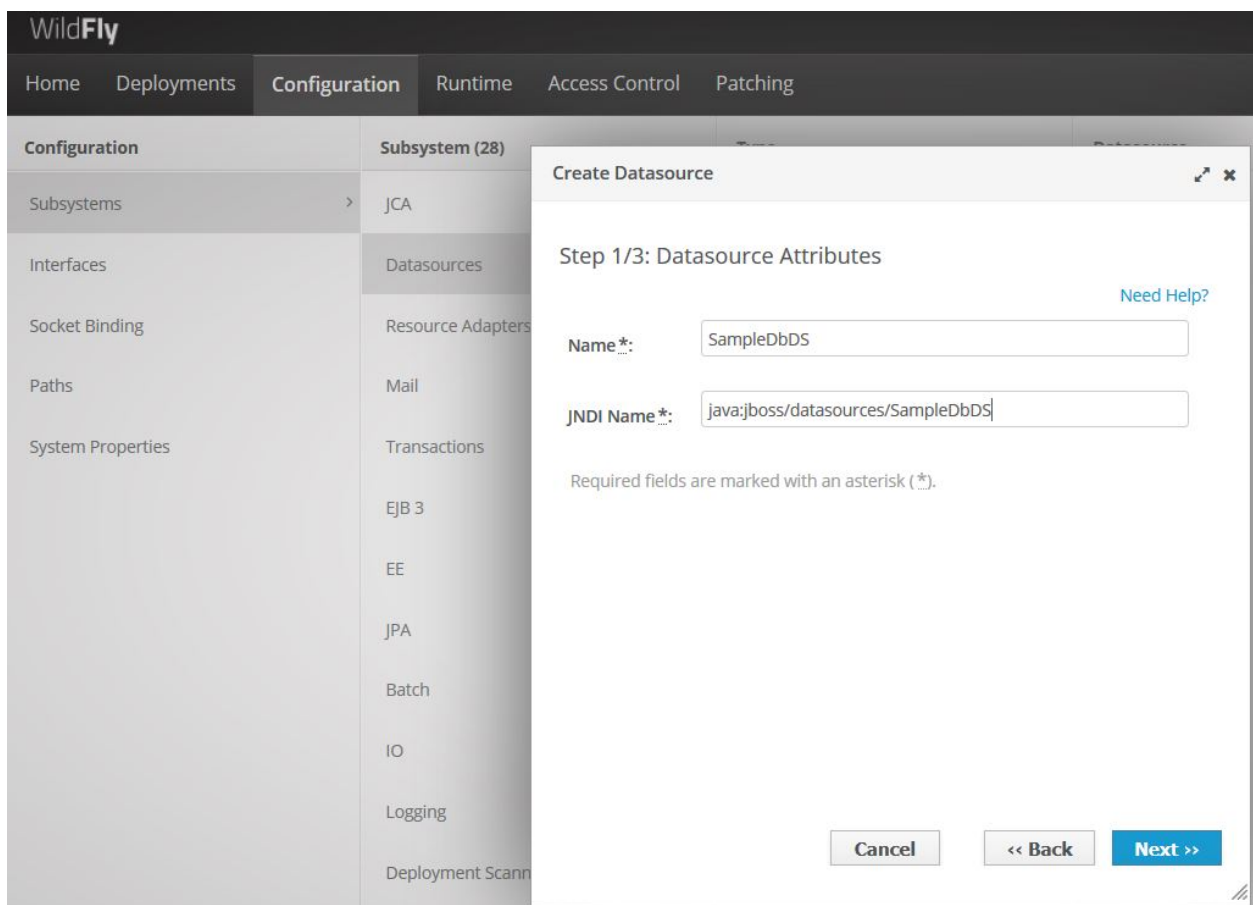 WildFly
Home Deployments Configuration Runtime Access Control Patching
Configuration
Subsystems
Interfaces
Socket Binding
Paths
System Properties
Subsystem (28)
JCA
Datasources
Resource Adapters
Mail
Transactions
EJB 3
EE
JPA
Batch
IO
Logging
Deployment Scann
Create Datasource
Step 1/3: Datasource Attributes
Need Help?
Name *: SampleDbDS
JNDI Name *: java:jboss/datasources/SampleDbDS
Required fields are marked with an asterisk ( *).
Cancel ‹‹ Back Next ››